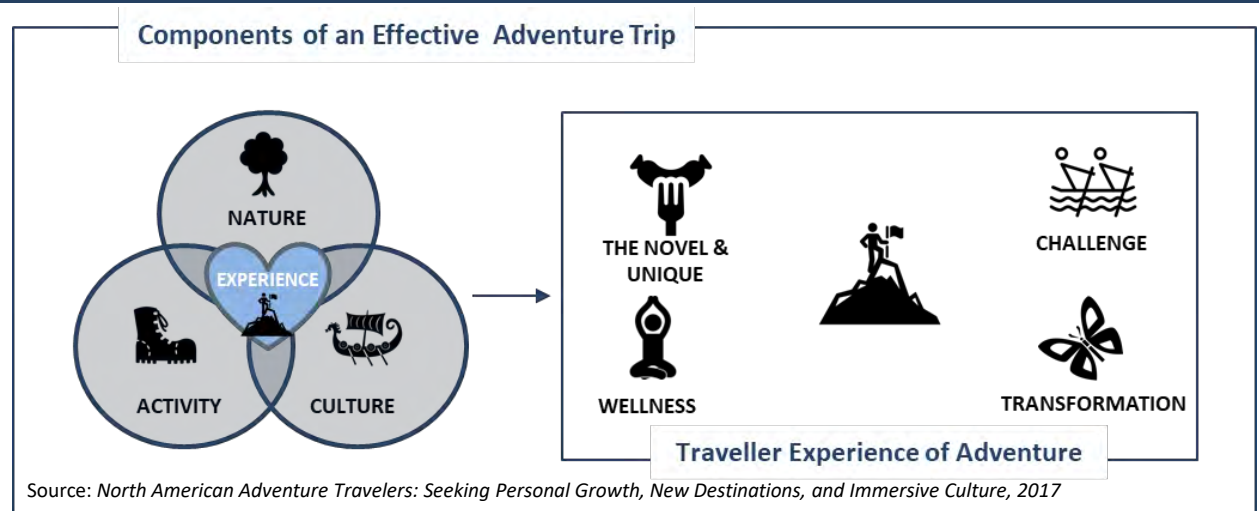 Components of an Effective Adventure Trip
NATURE
EXPERIENCE
ACTIVITY
CULTURE
THE NOVEL &
UNIQUE
CHALLENGE
WELLNESS
TRANSFORMATION
Traveller Experience of Adventure
Source: North American Adventure Travelers: Seeking Personal Growth, New Destinations, and Immersive Culture, 2017